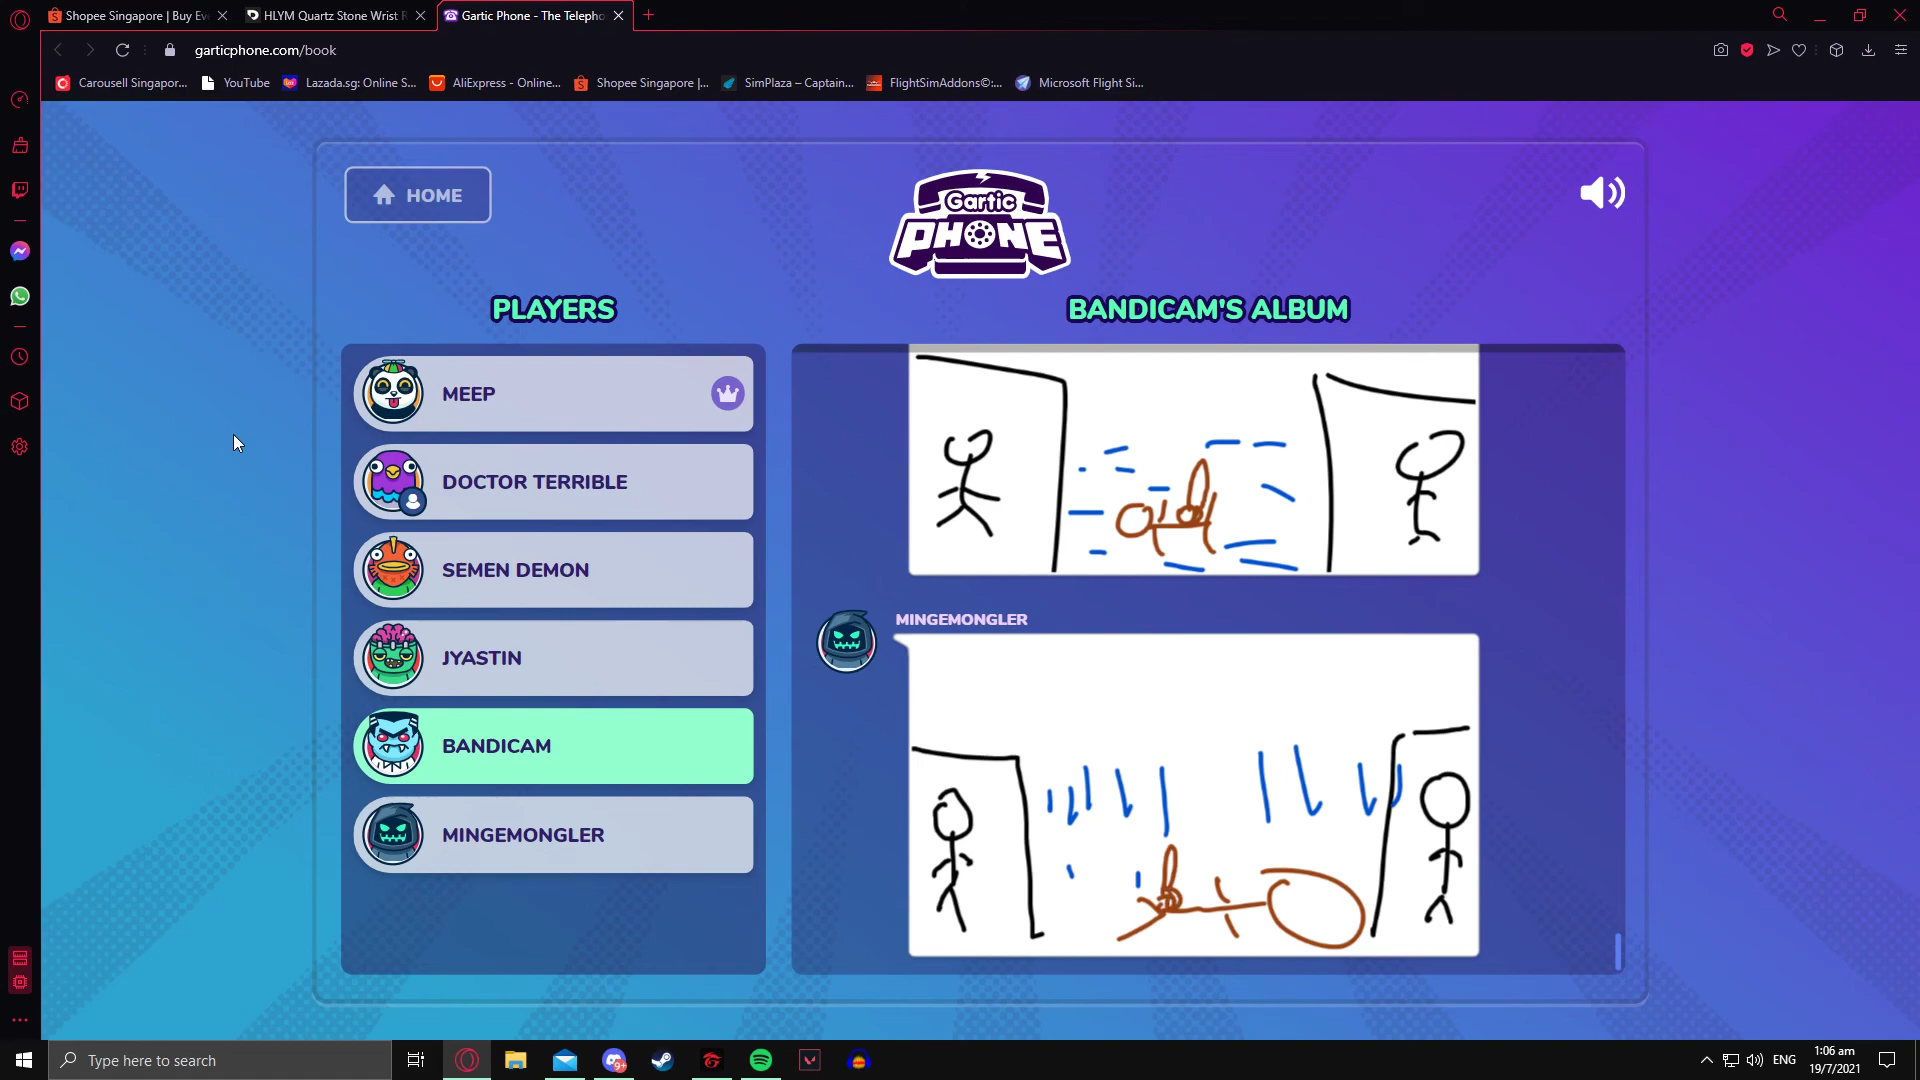 Shopee Singapore | Buy Ev
HLYM Quartz Stone Wrist R
Gartic Phone - The Telepho
garticphone.com/book
Carousell Singapor...
YouTube
Lazada.sg: Online S...
AliExpress - Online...
Shopee Singapore |...
SimPlaza – Captain...
FlightSimAddons©:...
Microsoft Flight Si...
HOME
Gartic
PHONE
PLAYERS
BANDICAM'S ALBUM
MEEP
DOCTOR TERRIBLE
SEMEN DEMON
JYASTIN
BANDICAM
MINGEMONGLER
MINGEMONGLER
Type here to search
9+
ENG
1:06 am
19/7/2021